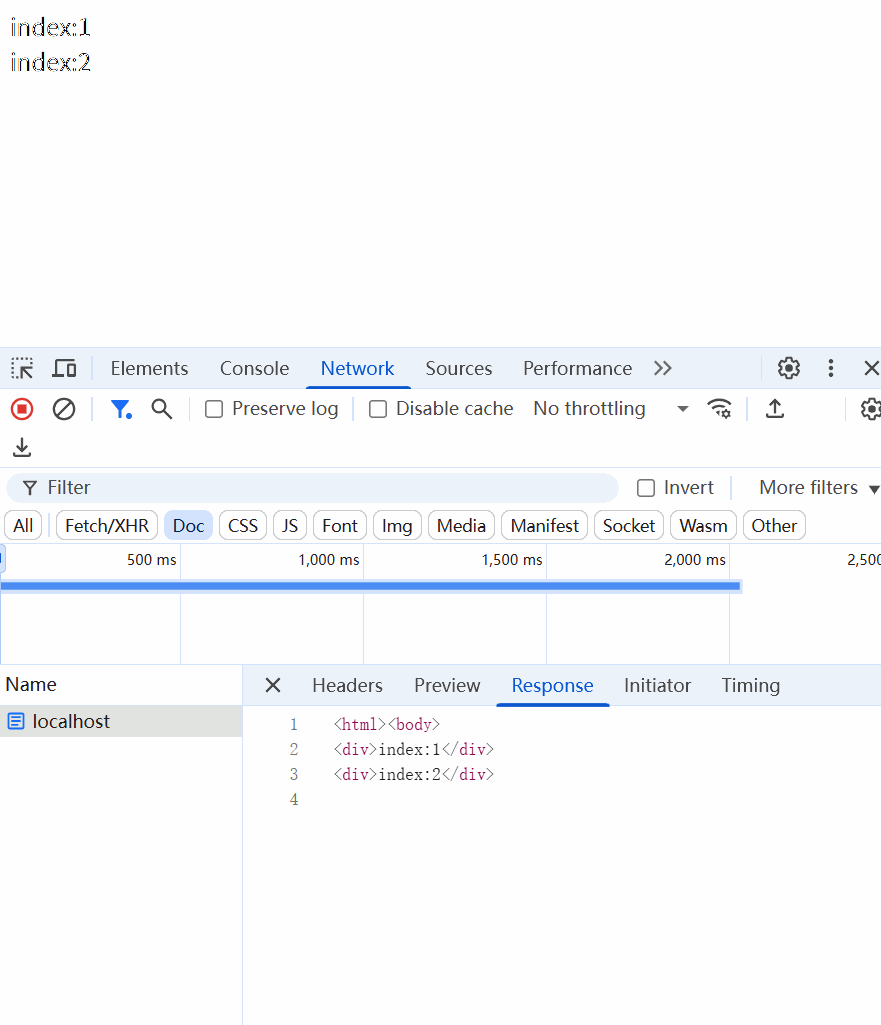 index:1
index:2
Elements Console Network Sources Performance
Preserve log Disable cache No throttling
Filter Invert More filters
All Fetch/XHR Doc CSS JS Font Img Media Manifest Socket Wasm Other
500 ms 1,000 ms 1,500 ms 2,000 ms 2,500
Name Headers Preview Response Initiator Timing
localhost
1 <html><body>
2 <div>index:1</div>
3 <div>index:2</div>
4